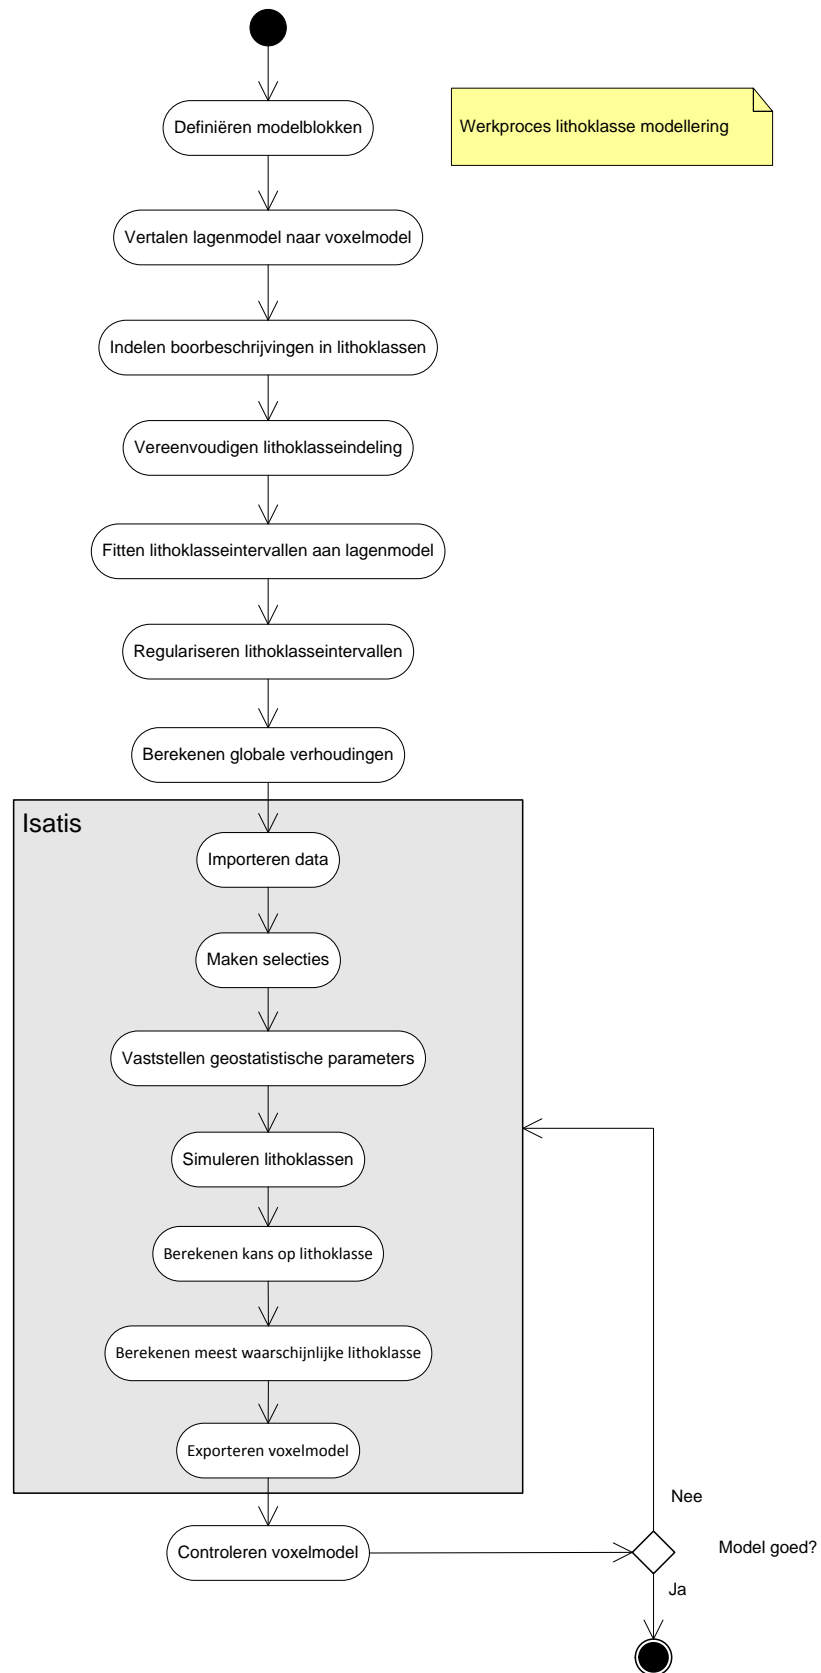 Definiëren modelblokken
Werkproces lithoklasse modellering
Vertalen lagenmodel naar voxelmodel
Indelen boorbeschrijvingen in lithoklassen
Vereenvoudigen lithoklasseindeling
Fitten lithoklasseintervallen aan lagenmodel
Regulariseren lithoklasseintervallen
Berekenen globale verhoudingen
Isatis
Importeren data
Maken selecties
Vaststellen geostatistische parameters
Simuleren lithoklassen
Berekenen kans op lithoklasse
Berekenen meest waarschijnlijke lithoklasse
Exporteren voxelmodel
Nee
Controleren voxelmodel
Model goed?
Ja